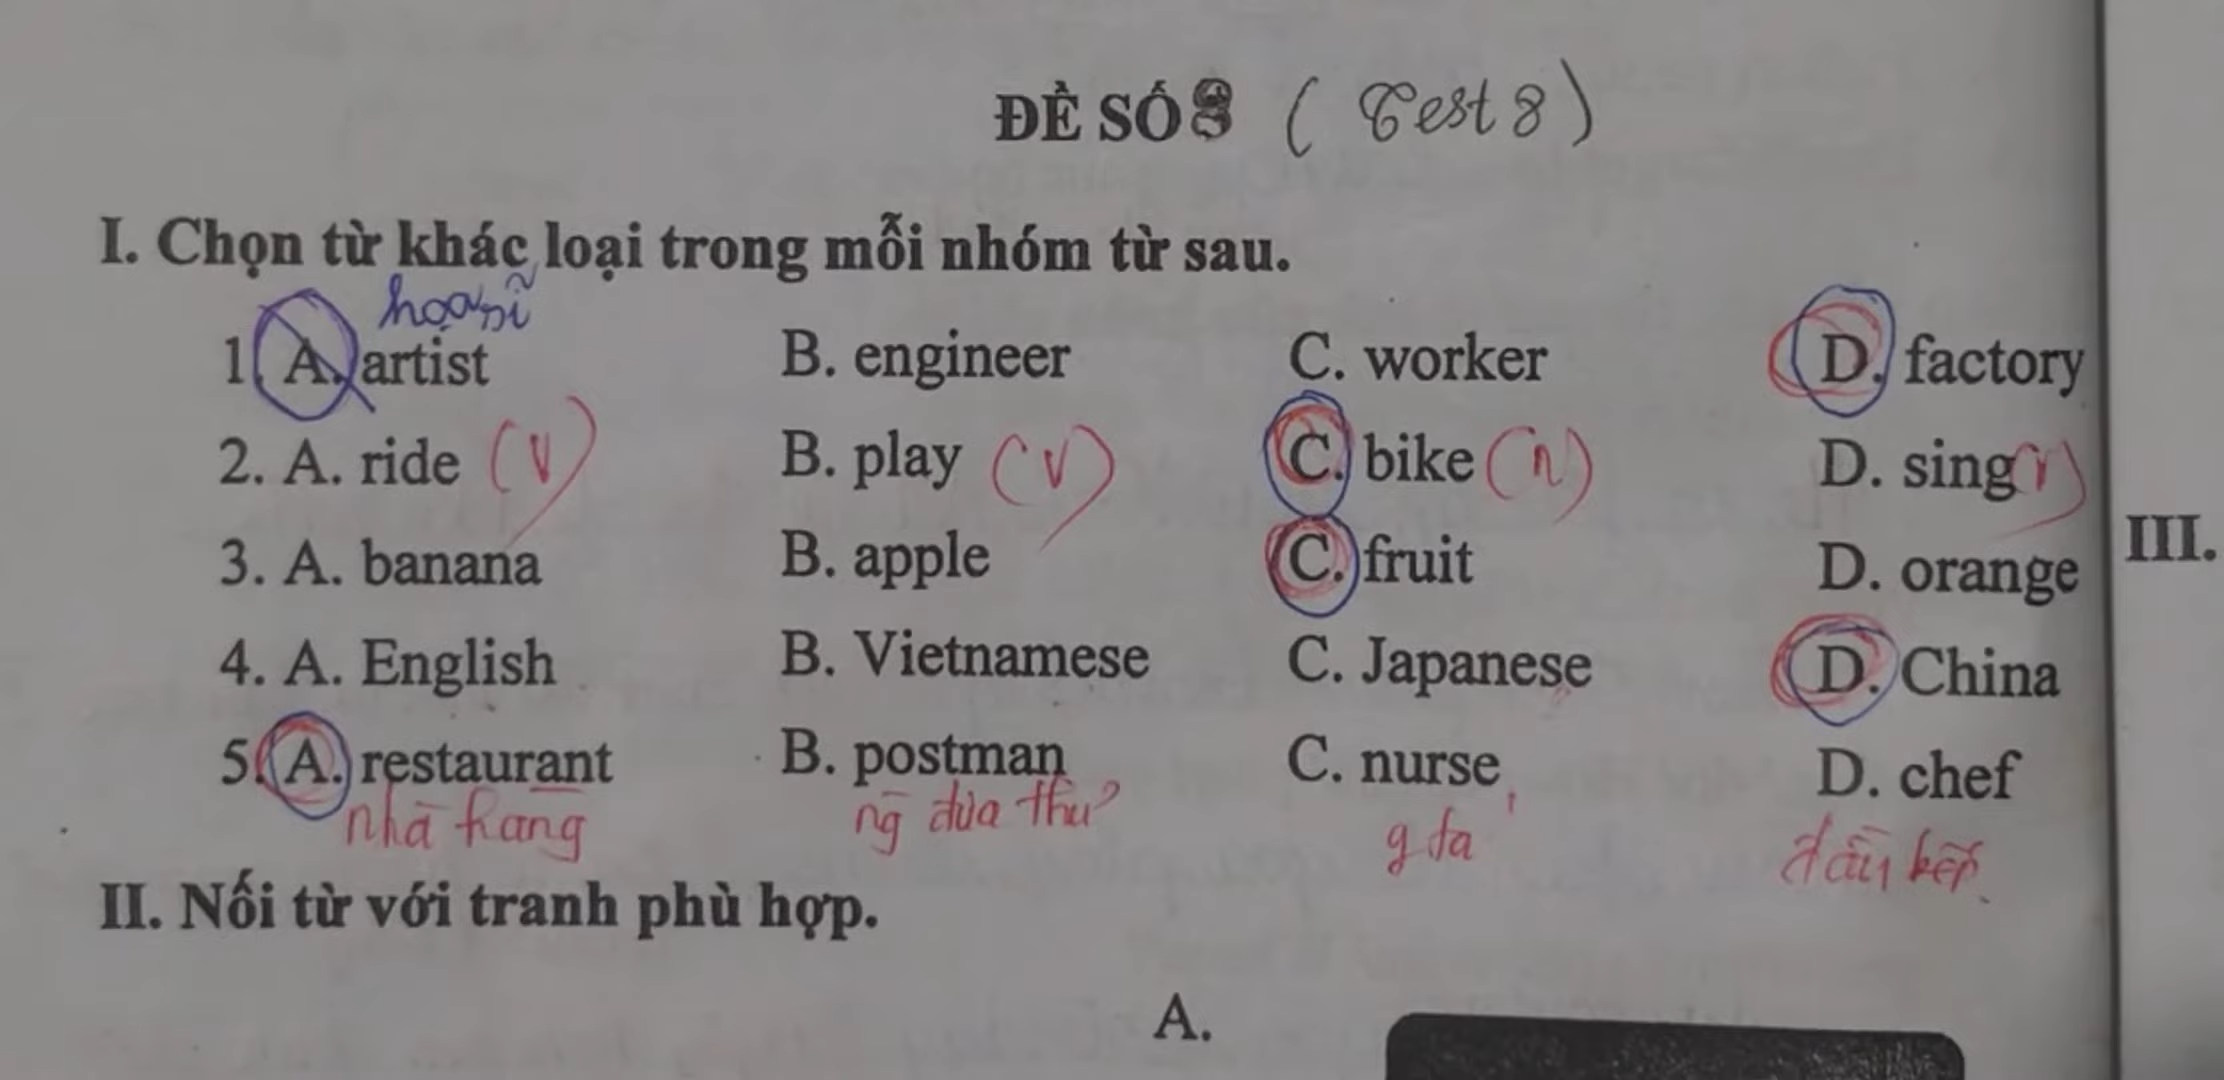 ĐỀ SỐ 8 ( Test 8 )
I. Chọn từ khác loại trong mỗi nhóm từ sau.
họa sĩ
1. A. artist B. engineer C. worker D. factory
2. A. ride (v) B. play (v) C. bike (n) D. sing (v)
3. A. banana B. apple C. fruit D. orange
4. A. English B. Vietnamese C. Japanese D. China
5. A. restaurant B. postman C. nurse D. chef
nhà hàng ng đưa thư đầu bếp
II. Nối từ với tranh phù hợp.
A.
III.